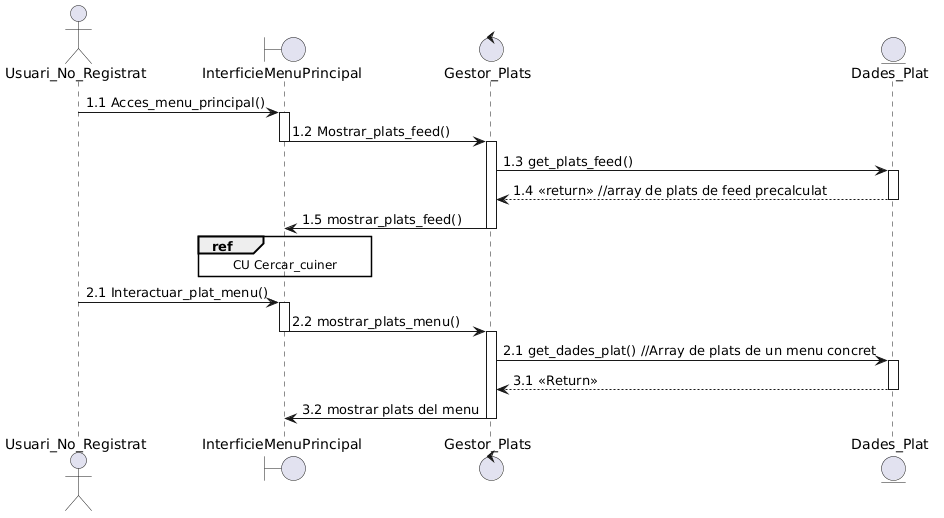 Usuari_No_Registrat
InterficieMenuPrincipal
Gestor_Plats
Dades_Plat
1.1 Acces_menu_principal()
1.2 Mostrar_plats_feed()
1.3 get_plats_feed()
1.4 «return» //array de plats de feed precalculat
1.5 mostrar_plats_feed()
ref
CU Cercar_cuiner
2.1 Interactuar_plat_menu()
2.2 mostrar_plats_menu()
2.1 get_dades_plat() //Array de plats de un menu concret
3.1 «Return»
3.2 mostrar plats del menu
Usuari_No_Registrat
InterficieMenuPrincipal
Gestor_Plats
Dades_Plat